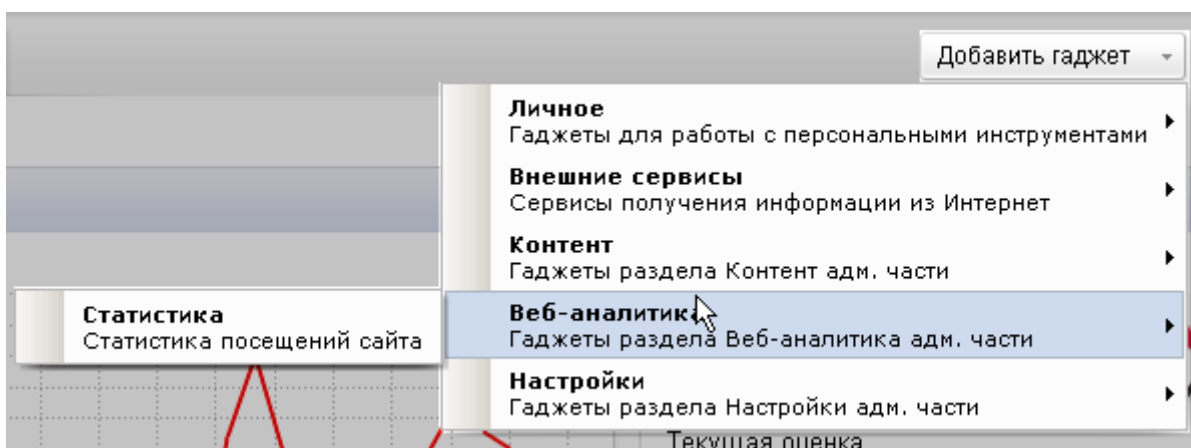 Добавить гаджет
Личное
Гаджеты для работы с персональными инструментами
Внешние сервисы
Сервисы получения информации из Интернет
Контент
Гаджеты раздела Контент адм. части
Веб-аналитика
Гаджеты раздела Веб-аналитика адм. части
Статистика
Статистика посещений сайта
Настройки
Гаджеты раздела Настройки адм. части
Текущая оценка